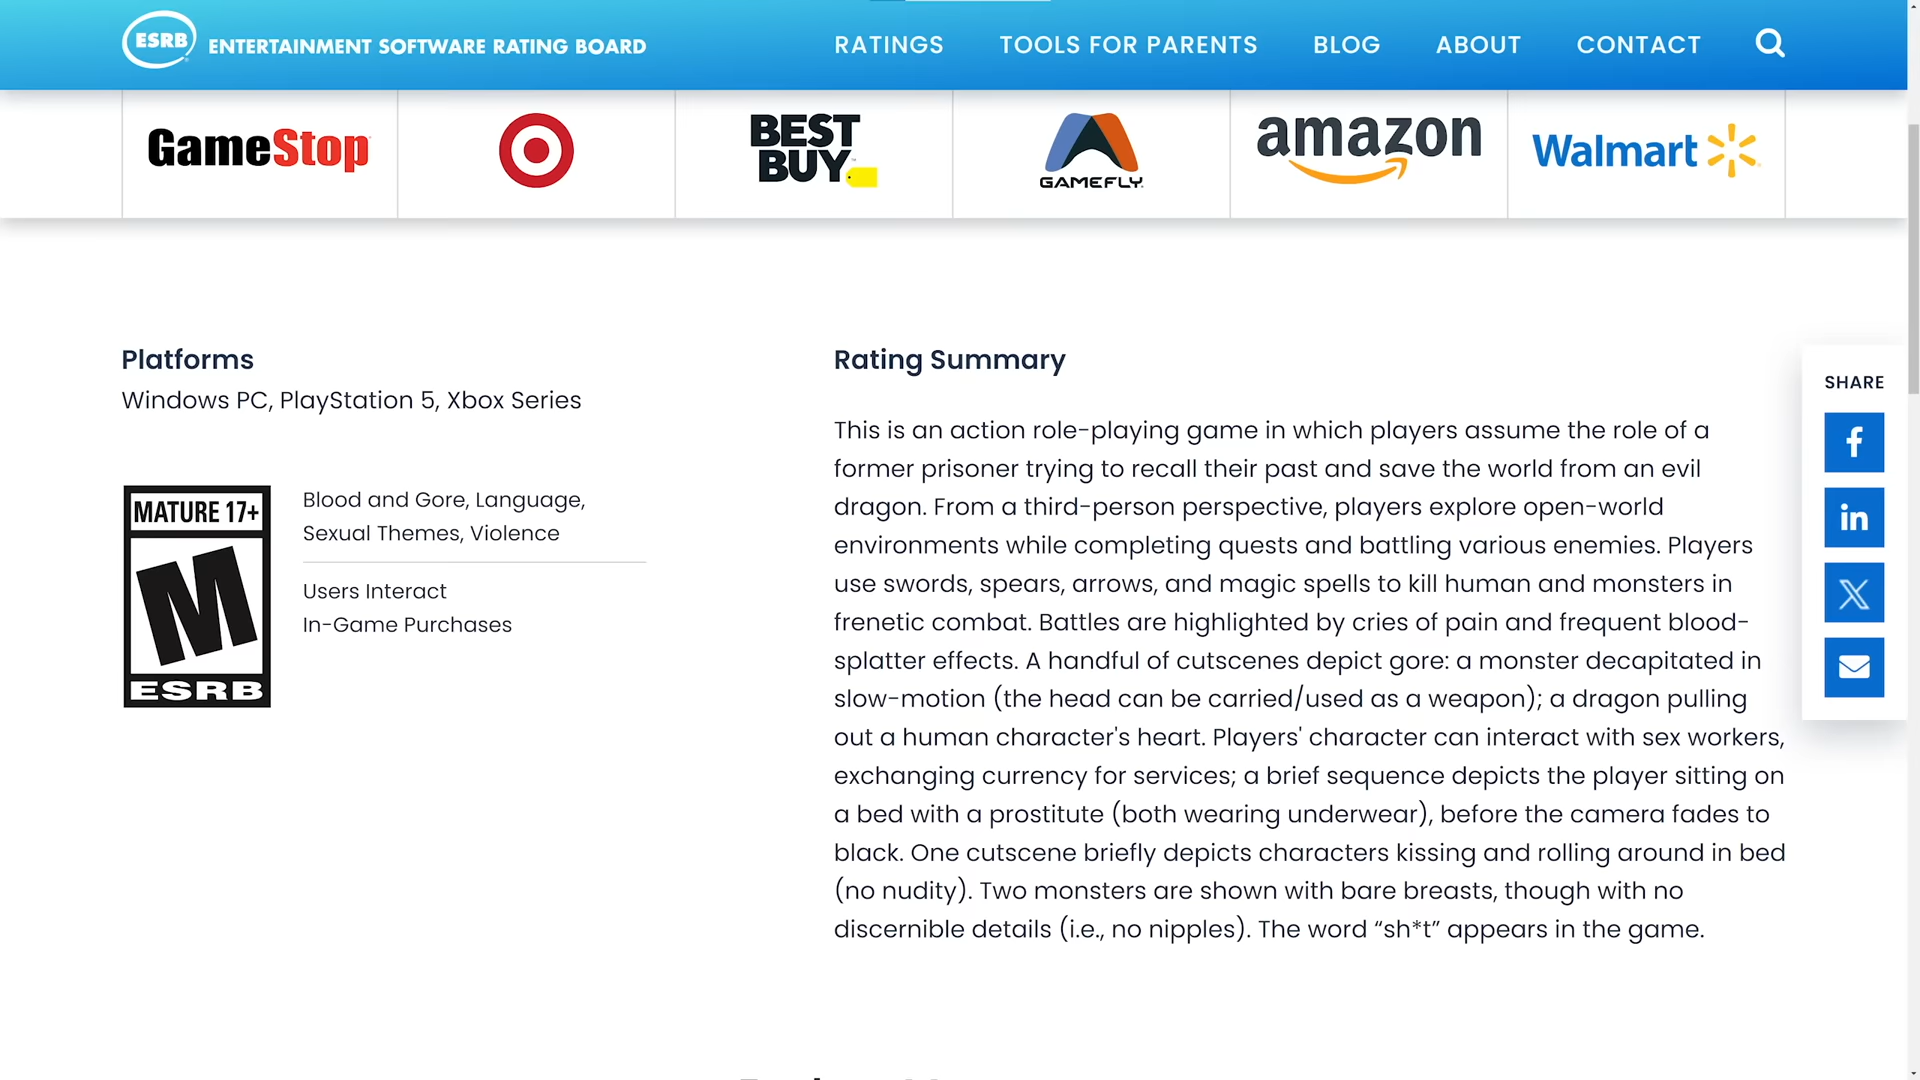 ESRB ENTERTAINMENT SOFTWARE RATING BOARD
RATINGS TOOLS FOR PARENTS BLOG ABOUT CONTACT
GameStop
BEST BUY
GAMEFLY
amazon
Walmart
Platforms
Windows PC, PlayStation 5, Xbox Series
MATURE 17+
M
ESRB
Blood and Gore, Language,
Sexual Themes, Violence
Users Interact
In-Game Purchases
Rating Summary
This is an action role-playing game in which players assume the role of a
former prisoner trying to recall their past and save the world from an evil
dragon. From a third-person perspective, players explore open-world
environments while completing quests and battling various enemies. Players
use swords, spears, arrows, and magic spells to kill human and monsters in
frenetic combat. Battles are highlighted by cries of pain and frequent blood-
splatter effects. A handful of cutscenes depict gore: a monster decapitated in
slow-motion (the head can be carried/used as a weapon); a dragon pulling
out a human character's heart. Players' character can interact with sex workers,
exchanging currency for services; a brief sequence depicts the player sitting on
a bed with a prostitute (both wearing underwear), before the camera fades to
black. One cutscene briefly depicts characters kissing and rolling around in bed
(no nudity). Two monsters are shown with bare breasts, though with no
discernible details (i.e., no nipples). The word “sh*t” appears in the game.
SHARE
f
in
X